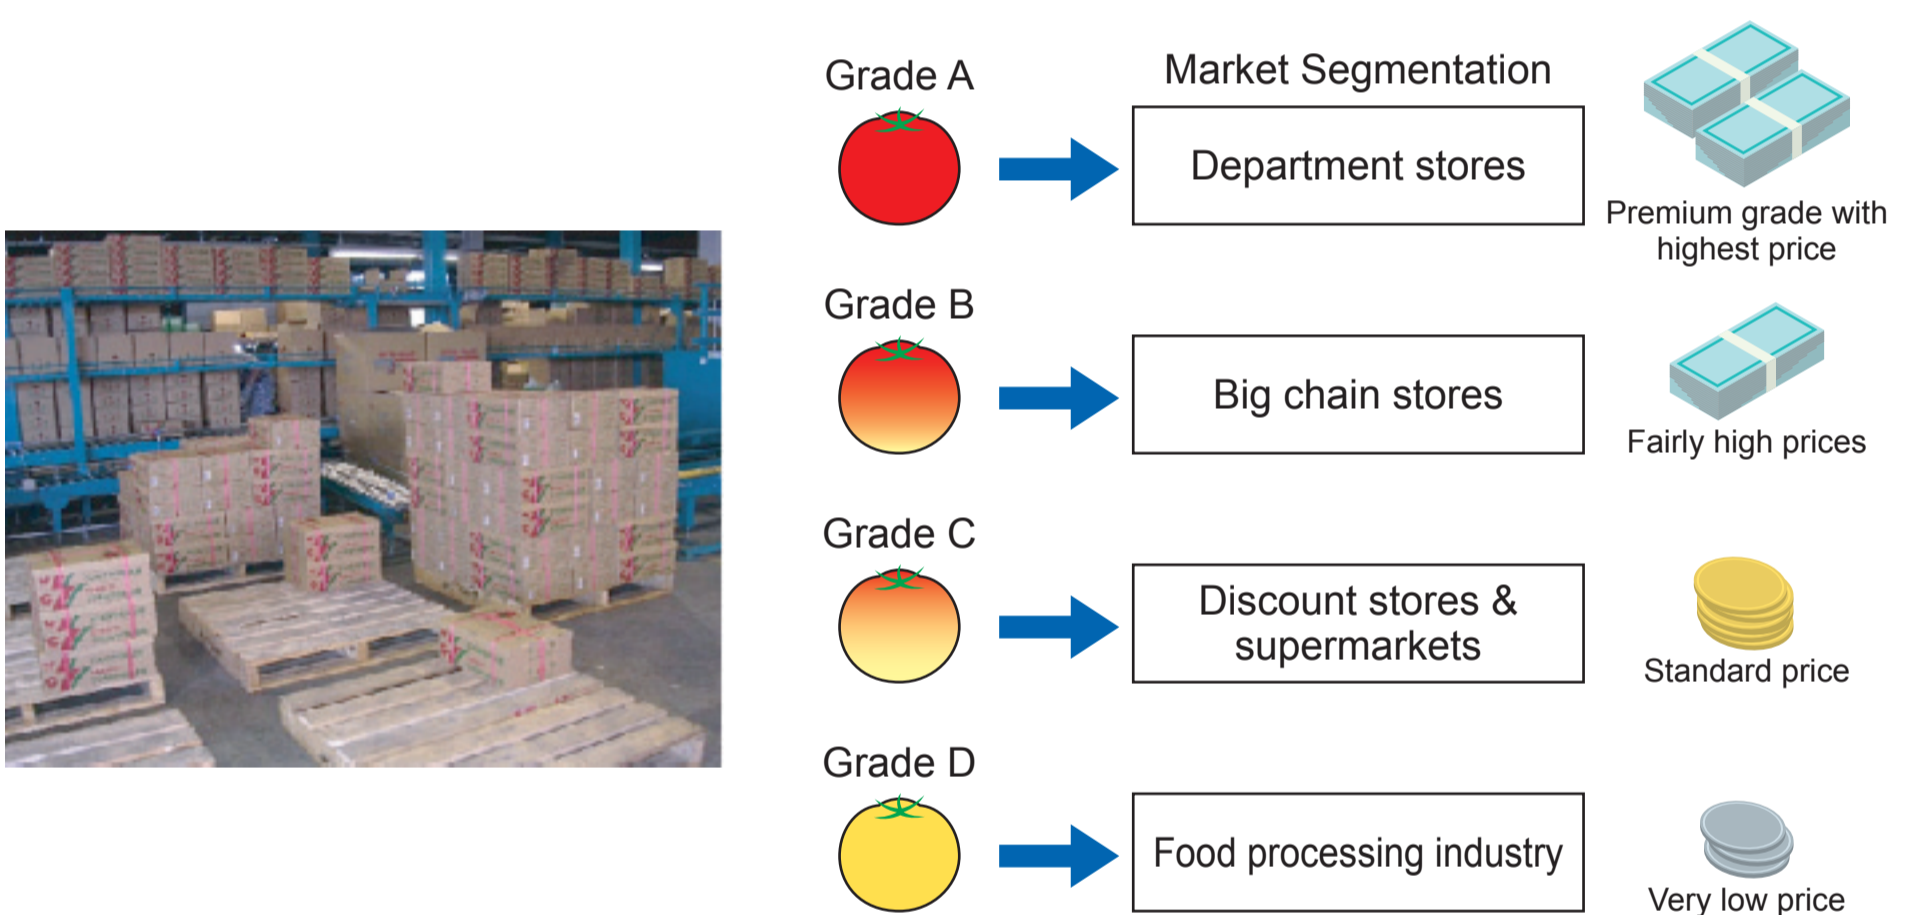 Grade A
Market Segmentation
Department stores
Premium grade with
highest price
Grade B
Big chain stores
Fairly high prices
Grade C
Discount stores &
supermarkets
Standard price
Grade D
Food processing industry
Very low price